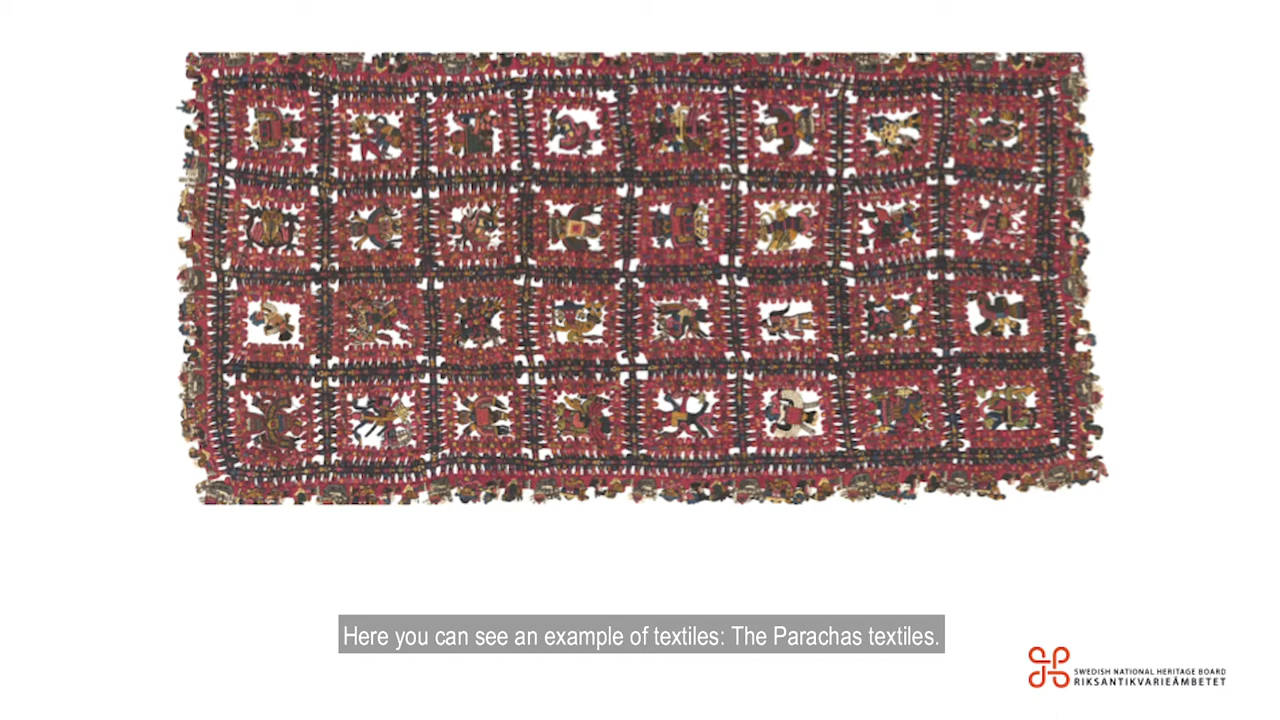 Here you can see an example of textiles: The Parachas textiles.
SWEDISH NATIONAL HERITAGE BOARD
RIKSANTIKVARIEÄMBETET